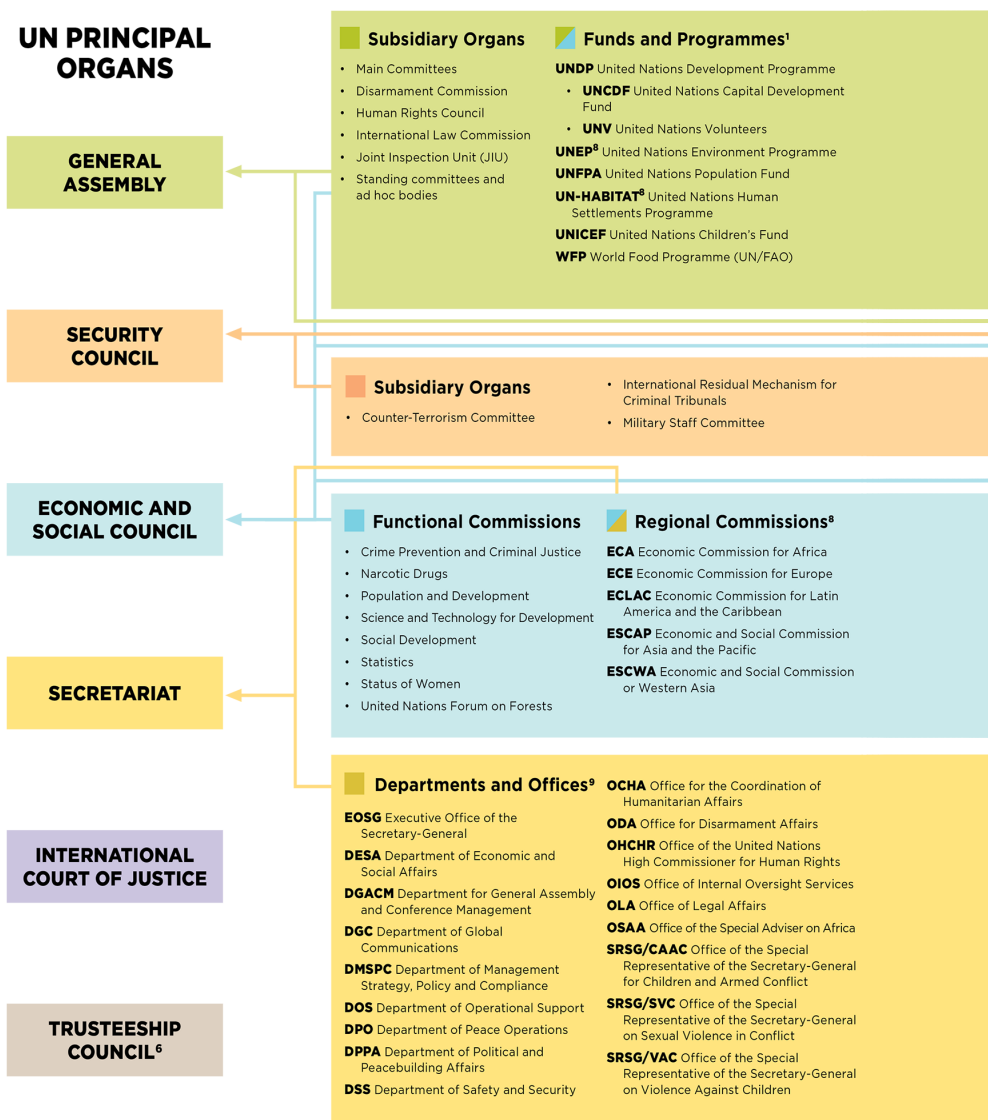 UN PRINCIPAL
ORGANS
GENERAL
ASSEMBLY
SECURITY
COUNCIL
ECONOMIC AND
SOCIAL COUNCIL
SECRETARIAT
INTERNATIONAL
COURT OF JUSTICE
TRUSTEESHIP
COUNCIL⁶
Subsidiary Organs
• Main Committees
• Disarmament Commission
• Human Rights Council
• International Law Commission
• Joint Inspection Unit (JIU)
• Standing committees and
ad hoc bodies
Funds and Programmes¹
UNDP United Nations Development Programme
• UNCDF United Nations Capital Development
Fund
• UNV United Nations Volunteers
UNEP⁸ United Nations Environment Programme
UNFPA United Nations Population Fund
UN-HABITAT⁸ United Nations Human
Settlements Programme
UNICEF United Nations Children's Fund
WFP World Food Programme (UN/FAO)
Subsidiary Organs
• Counter-Terrorism Committee
• International Residual Mechanism for
Criminal Tribunals
• Military Staff Committee
Functional Commissions
• Crime Prevention and Criminal Justice
• Narcotic Drugs
• Population and Development
• Science and Technology for Development
• Social Development
• Statistics
• Status of Women
• United Nations Forum on Forests
Regional Commissions⁸
ECA Economic Commission for Africa
ECE Economic Commission for Europe
ECLAC Economic Commission for Latin
America and the Caribbean
ESCAP Economic and Social Commission
for Asia and the Pacific
ESCWA Economic and Social Commission
or Western Asia
Departments and Offices⁹
EOSG Executive Office of the
Secretary-General
DESA Department of Economic and
Social Affairs
DGACM Department for General Assembly
and Conference Management
DGC Department of Global
Communications
DMSPC Department of Management
Strategy, Policy and Compliance
DOS Department of Operational Support
DPO Department of Peace Operations
DPPA Department of Political and
Peacebuilding Affairs
DSS Department of Safety and Security
OCHA Office for the Coordination of
Humanitarian Affairs
ODA Office for Disarmament Affairs
OHCHR Office of the United Nations
High Commissioner for Human Rights
OIOS Office of Internal Oversight Services
OLA Office of Legal Affairs
OSAA Office of the Special Adviser on Africa
SRSG/CAAC Office of the Special
Representative of the Secretary-General
for Children and Armed Conflict
SRSG/SVC Office of the Special
Representative of the Secretary-General
on Sexual Violence in Conflict
SRSG/VAC Office of the Special
Representative of the Secretary-General
on Violence Against Children